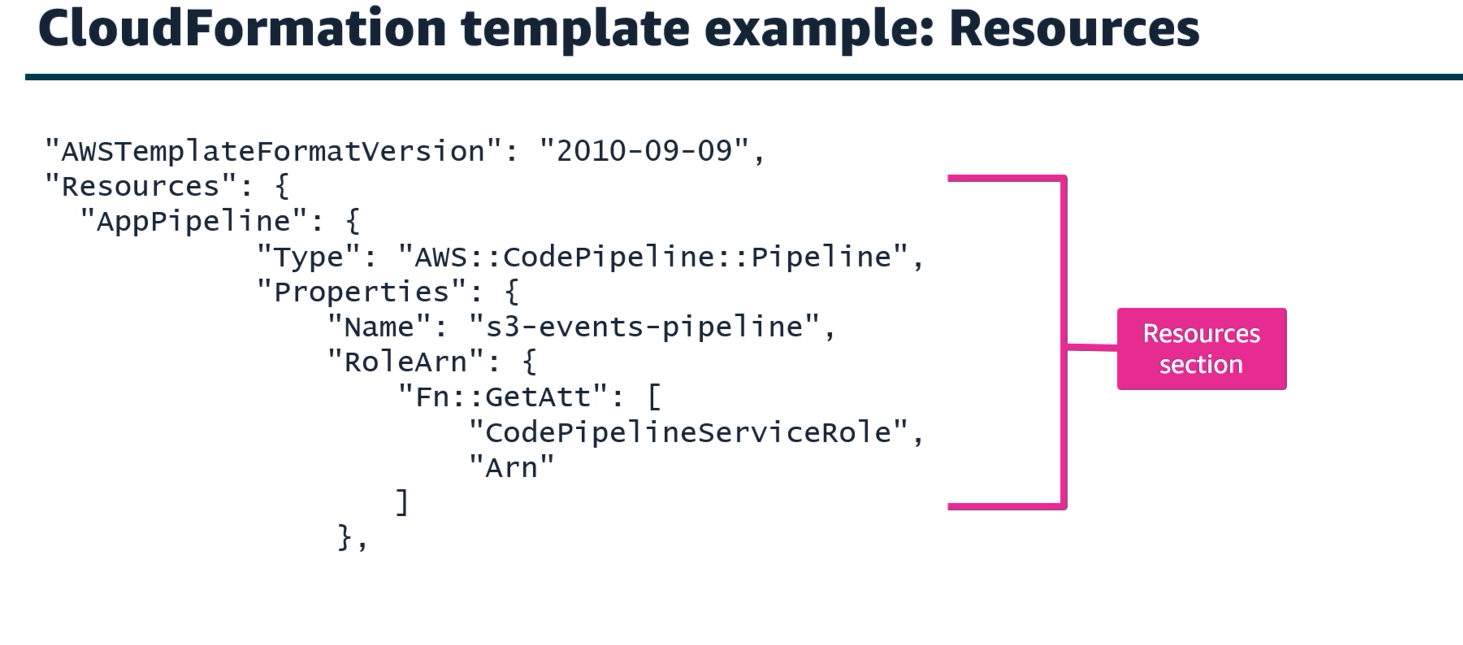 CloudFormation template example: Resources
"AWSTemplateFormatVersion": "2010-09-09",
"Resources": {
"AppPipeline": {
"Type": "AWS::CodePipeline::Pipeline",
"Properties": {
"Name": "s3-events-pipeline",
"RoleArn": {
"Fn::GetAtt": [
"CodePipelineServiceRole",
"Arn"
]
},
Resources
section